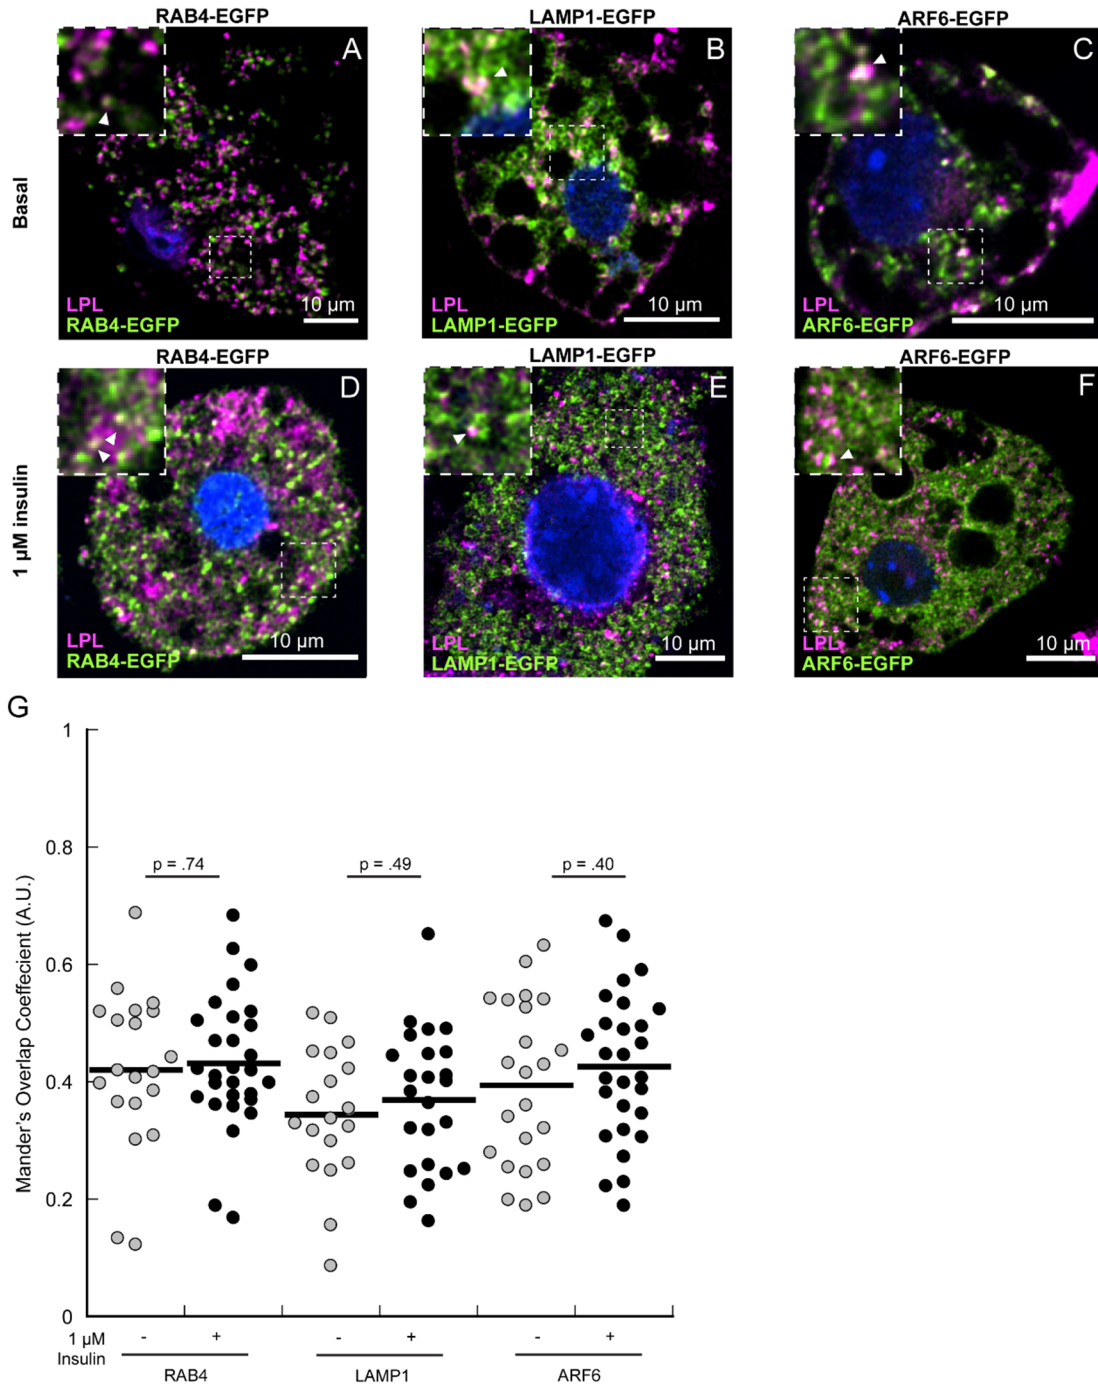 RAB4-EGFP
LAMP1-EGFP
ARF6-EGFP
A
B
C
Basal
LPL
RAB4-EGFP
10 µm
LPL
LAMP1-EGFP
10 µm
LPL
ARF6-EGFP
10 µm
RAB4-EGFP
LAMP1-EGFP
ARF6-EGFP
D
E
F
1 µM insulin
LPL
RAB4-EGFP
10 µm
LPL
LAMP1-EGFP
10 µm
LPL
ARF6-EGFP
10 µm
G
Mander's Overlap Coeffecient (A.U.)
1
0.8
0.6
0.4
0.2
0
p = .74
p = .49
p = .40
1 µM
Insulin
- + - + - +
RAB4 LAMP1 ARF6